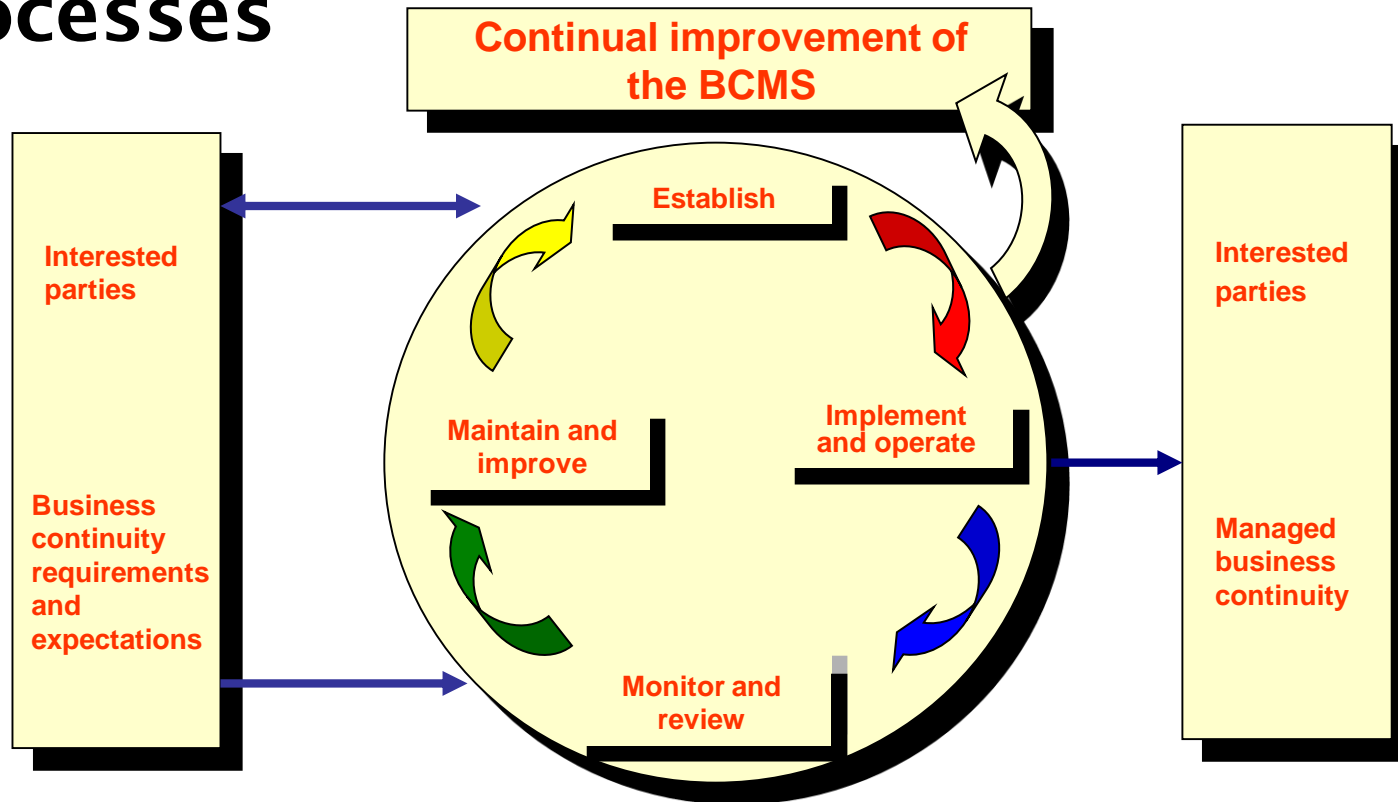 ocesses
Continual improvement of
the BCMS
Interested
parties
Business
continuity
requirements
and
expectations
Establish
Implement
and operate
Maintain and
improve
Monitor and
review
Interested
parties
Managed
business
continuity